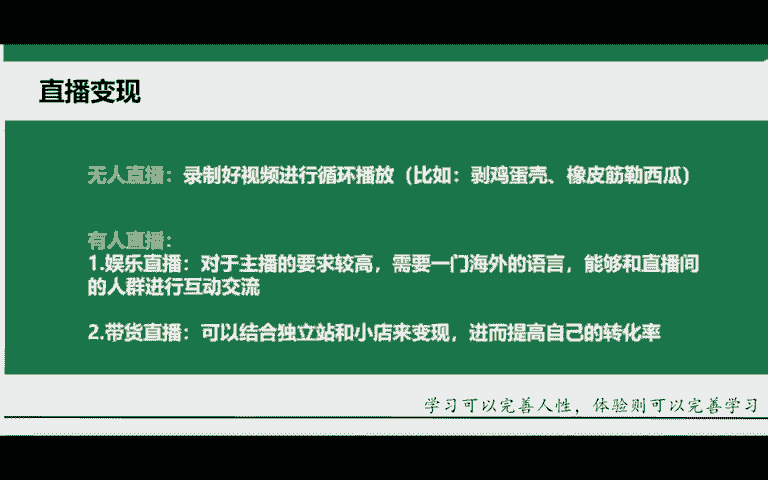 直播变现
无人直播：录制好视频进行循环播放（比如：剥鸡蛋壳、橡皮筋勒西瓜）
有人直播：
1.娱乐直播：对于主播的要求较高，需要一门海外的语言，能够和直播间
的人群进行互动交流
2.带货直播：可以结合独立站和小店来变现，进而提高自己的转化率
学习可以完善人性，体验则可以完善学习